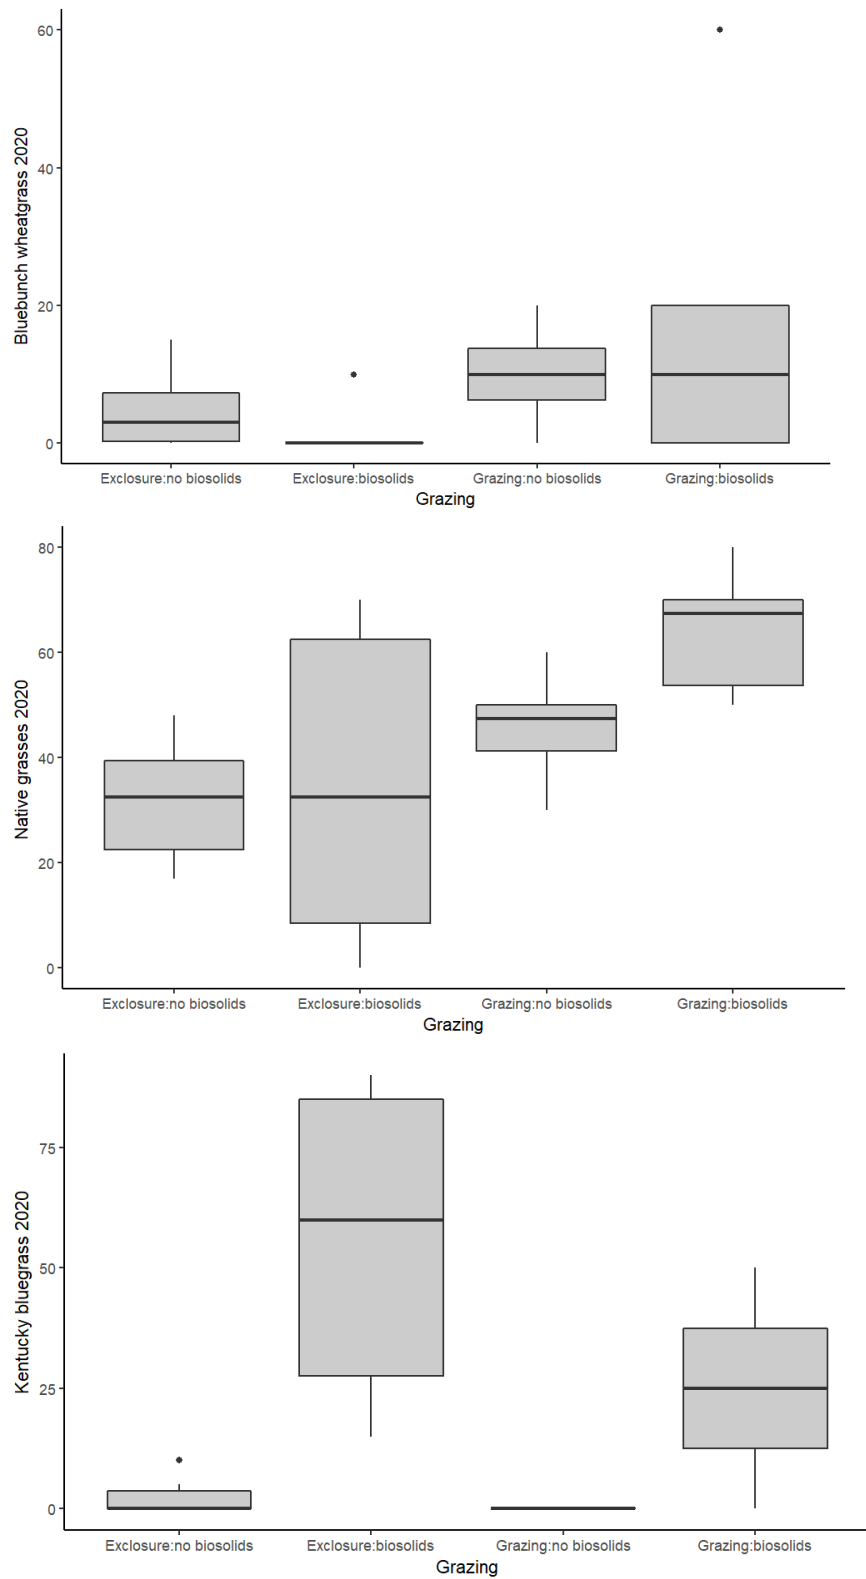 Bluebunch wheatgrass 2020
60
40
20
0
Exclosure:no biosolids Exclosure:biosolids Grazing:no biosolids Grazing:biosolids
Grazing
Native grasses 2020
80
60
40
20
0
Exclosure:no biosolids Exclosure:biosolids Grazing:no biosolids Grazing:biosolids
Grazing
Kentucky bluegrass 2020
75
50
25
0
Exclosure:no biosolids Exclosure:biosolids Grazing:no biosolids Grazing:biosolids
Grazing